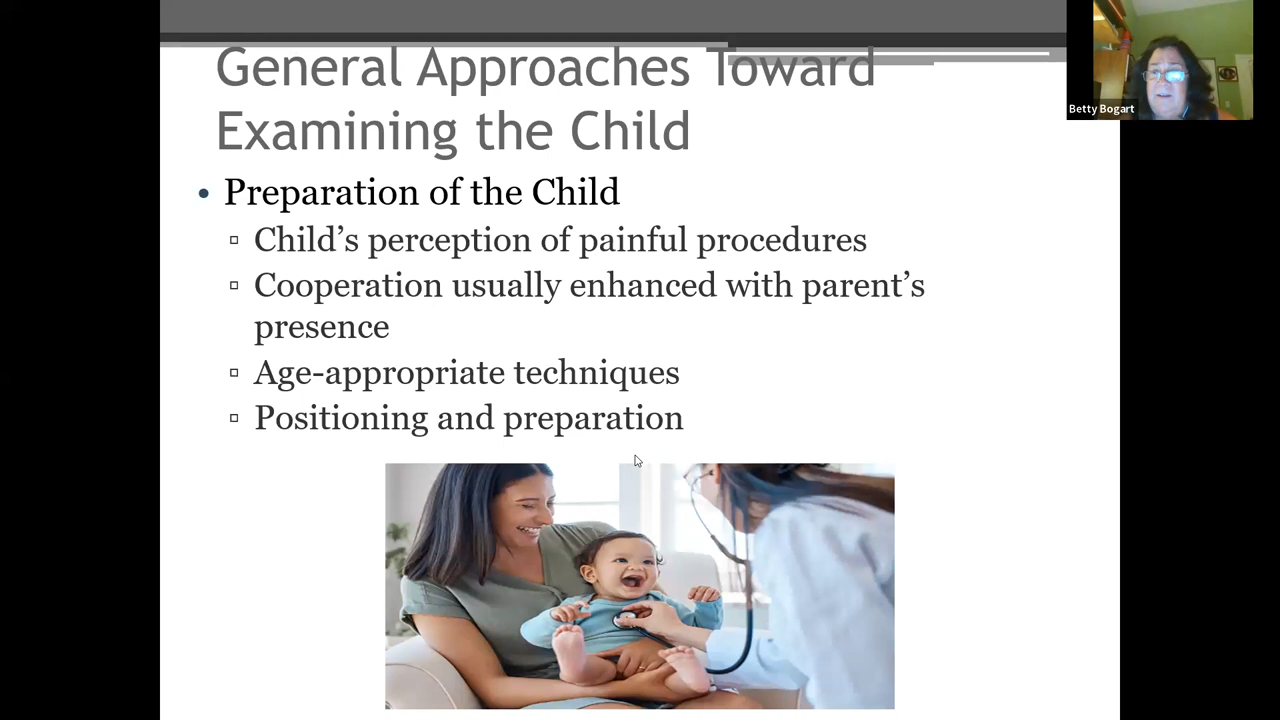 General Approaches Toward
Examining the Child
• Preparation of the Child
▫ Child’s perception of painful procedures
▫ Cooperation usually enhanced with parent’s
presence
▫ Age-appropriate techniques
▫ Positioning and preparation
Betty Bogart